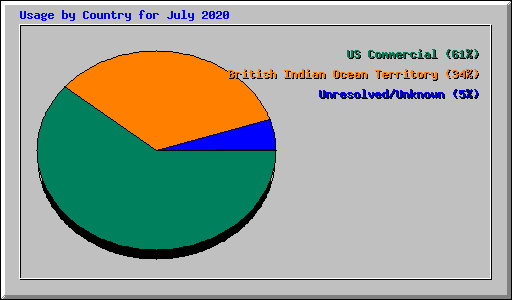 Usage by Country for July 2020
US Commercial (61%)
British Indian Ocean Territory (34%)
Unresolved/Unknown (5%)